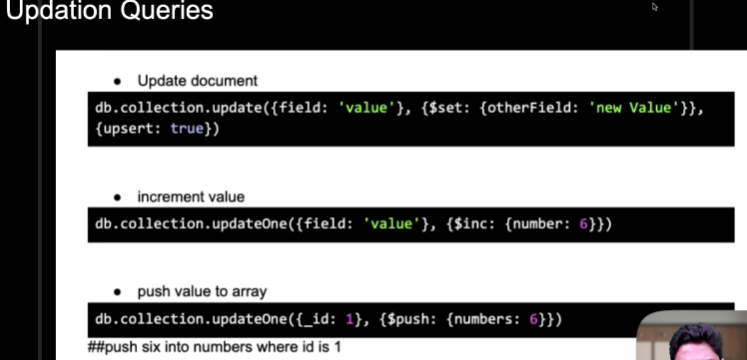 Updation Queries
• Update document
db.collection.update({field: 'value'}, {$set: {otherField: 'new Value'}},
{upsert: true})
• increment value
db.collection.updateOne({field: 'value'}, {$inc: {number: 6}})
• push value to array
db.collection.updateOne({_id: 1}, {$push: {numbers: 6}})
##push six into numbers where id is 1